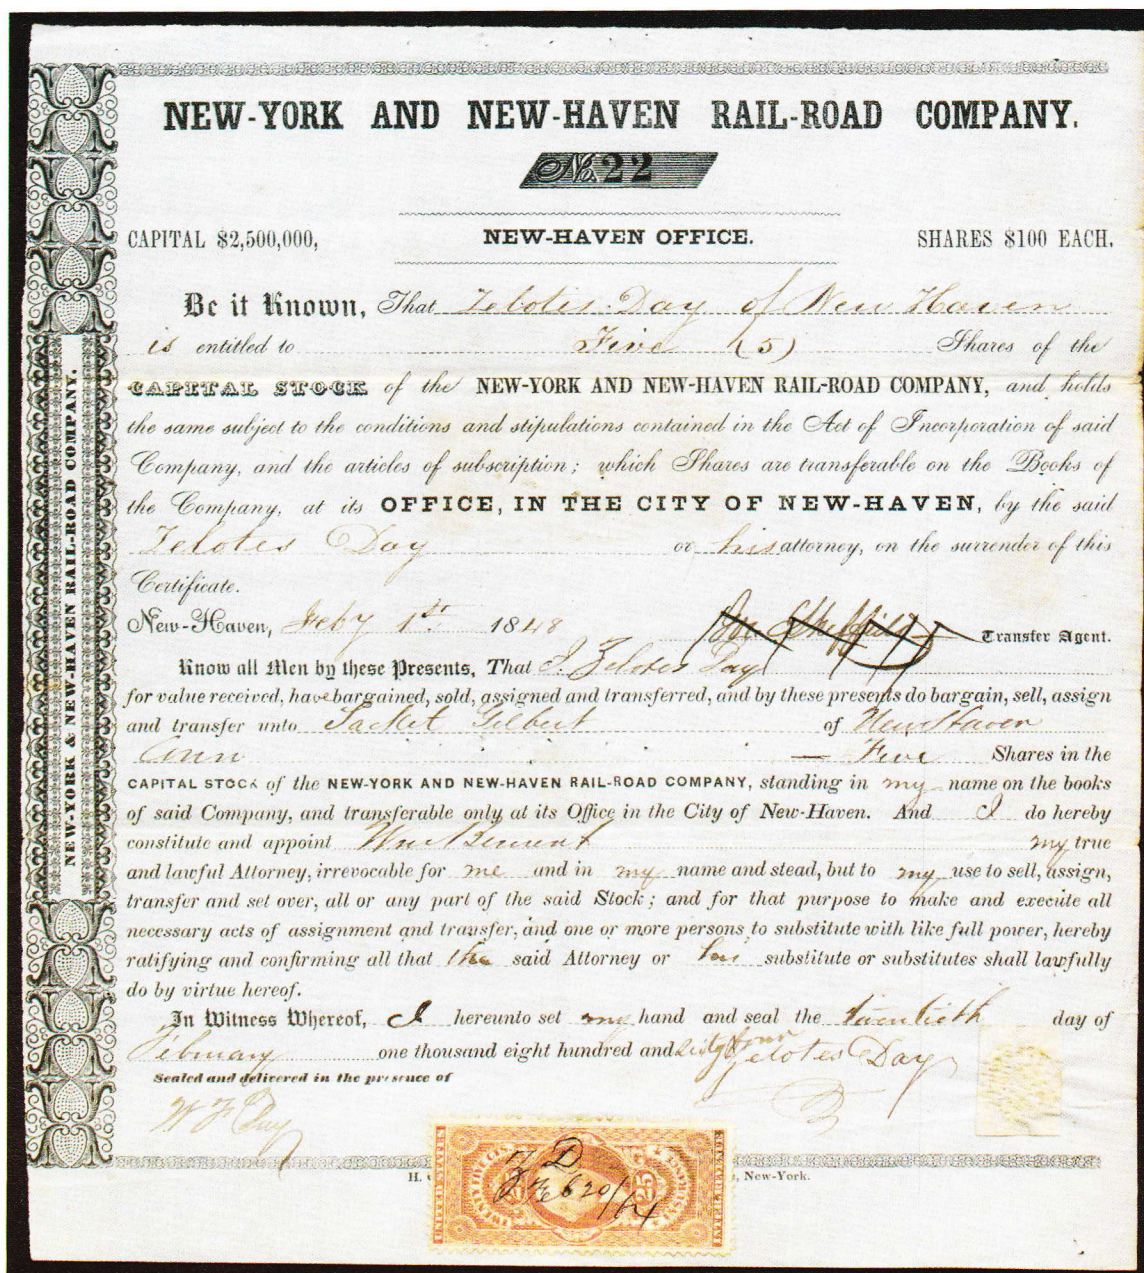 NEW-YORK AND NEW-HAVEN RAIL-ROAD COMPANY.
No. 22
CAPITAL $2,500,000, NEW-HAVEN OFFICE. SHARES $100 EACH.
Be it Known, That Zelotes Day of New Haven
is entitled to Five (5) Shares of the
CAPITAL STOCK of the NEW-YORK AND NEW-HAVEN RAIL-ROAD COMPANY, and holds
the same subject to the conditions and stipulations contained in the Act of Incorporation of said
Company, and the articles of subscription; which Shares are transferable on the Books of
the Company, at its OFFICE, IN THE CITY OF NEW-HAVEN, by the said
Zelotes Day or his attorney, on the surrender of this
Certificate.
New-Haven, Feby 1st 1848 Jos. Sheffield Transfer Agent.
Know all Men by these Presents, That I Zelotes Day
for value received, have bargained, sold, assigned and transferred, and by these presents do bargain, sell, assign
and transfer unto Sacket Gilbert of New Haven
Conn — Five Shares in the
CAPITAL STOCK of the NEW-YORK AND NEW-HAVEN RAIL-ROAD COMPANY, standing in my name on the books
of said Company, and transferable only at its Office in the City of New-Haven. And I do hereby
constitute and appoint Wm Bement my true
and lawful Attorney, irrevocable for me and in my name and stead, but to my use to sell, assign,
transfer and set over, all or any part of the said Stock; and for that purpose to make and execute all
necessary acts of assignment and transfer, and one or more persons to substitute with like full power, hereby
ratifying and confirming all that the said Attorney or his substitute or substitutes shall lawfully
do by virtue hereof.
In Witness Whereof, I hereunto set my hand and seal the twentieth day of
February one thousand eight hundred and sixty four Zelotes Day
Sealed and delivered in the presence of
W F Day
H. , New-York.
UNITED STATES
TWENTY FIVE CTS
25
Z D
Feb 20/64
NEW-YORK & NEW-HAVEN RAIL-ROAD COMPANY.